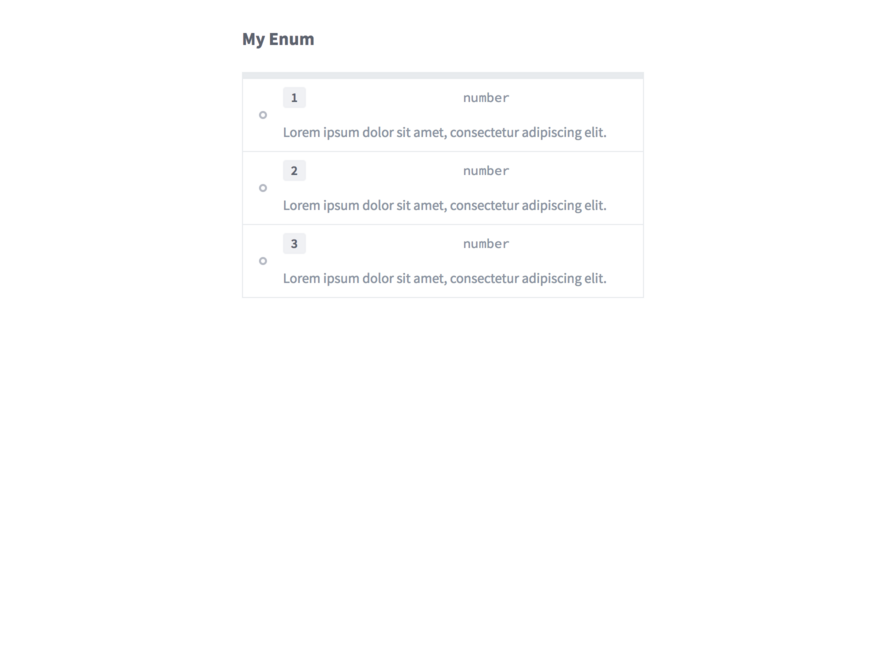 My Enum
1 number
Lorem ipsum dolor sit amet, consectetur adipiscing elit.
2 number
Lorem ipsum dolor sit amet, consectetur adipiscing elit.
3 number
Lorem ipsum dolor sit amet, consectetur adipiscing elit.